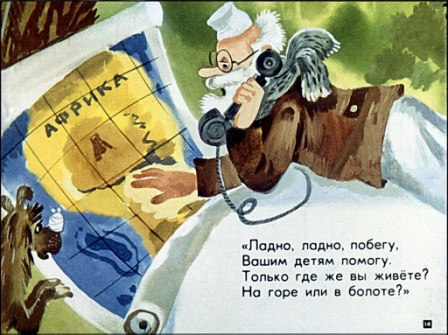 АФРИКА
А
«Ладно, ладно, побегу,
Вашим детям помогу.
Только где же вы живёте?
На горе или в болоте?»
14